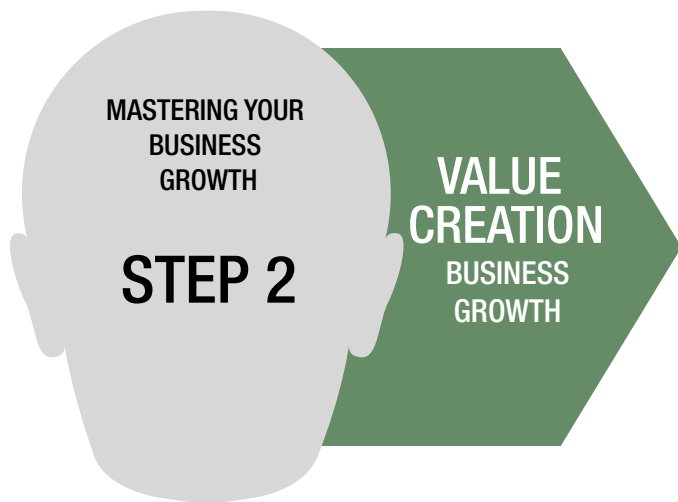 MASTERING YOUR
BUSINESS
GROWTH
STEP 2
VALUE
CREATION
BUSINESS
GROWTH